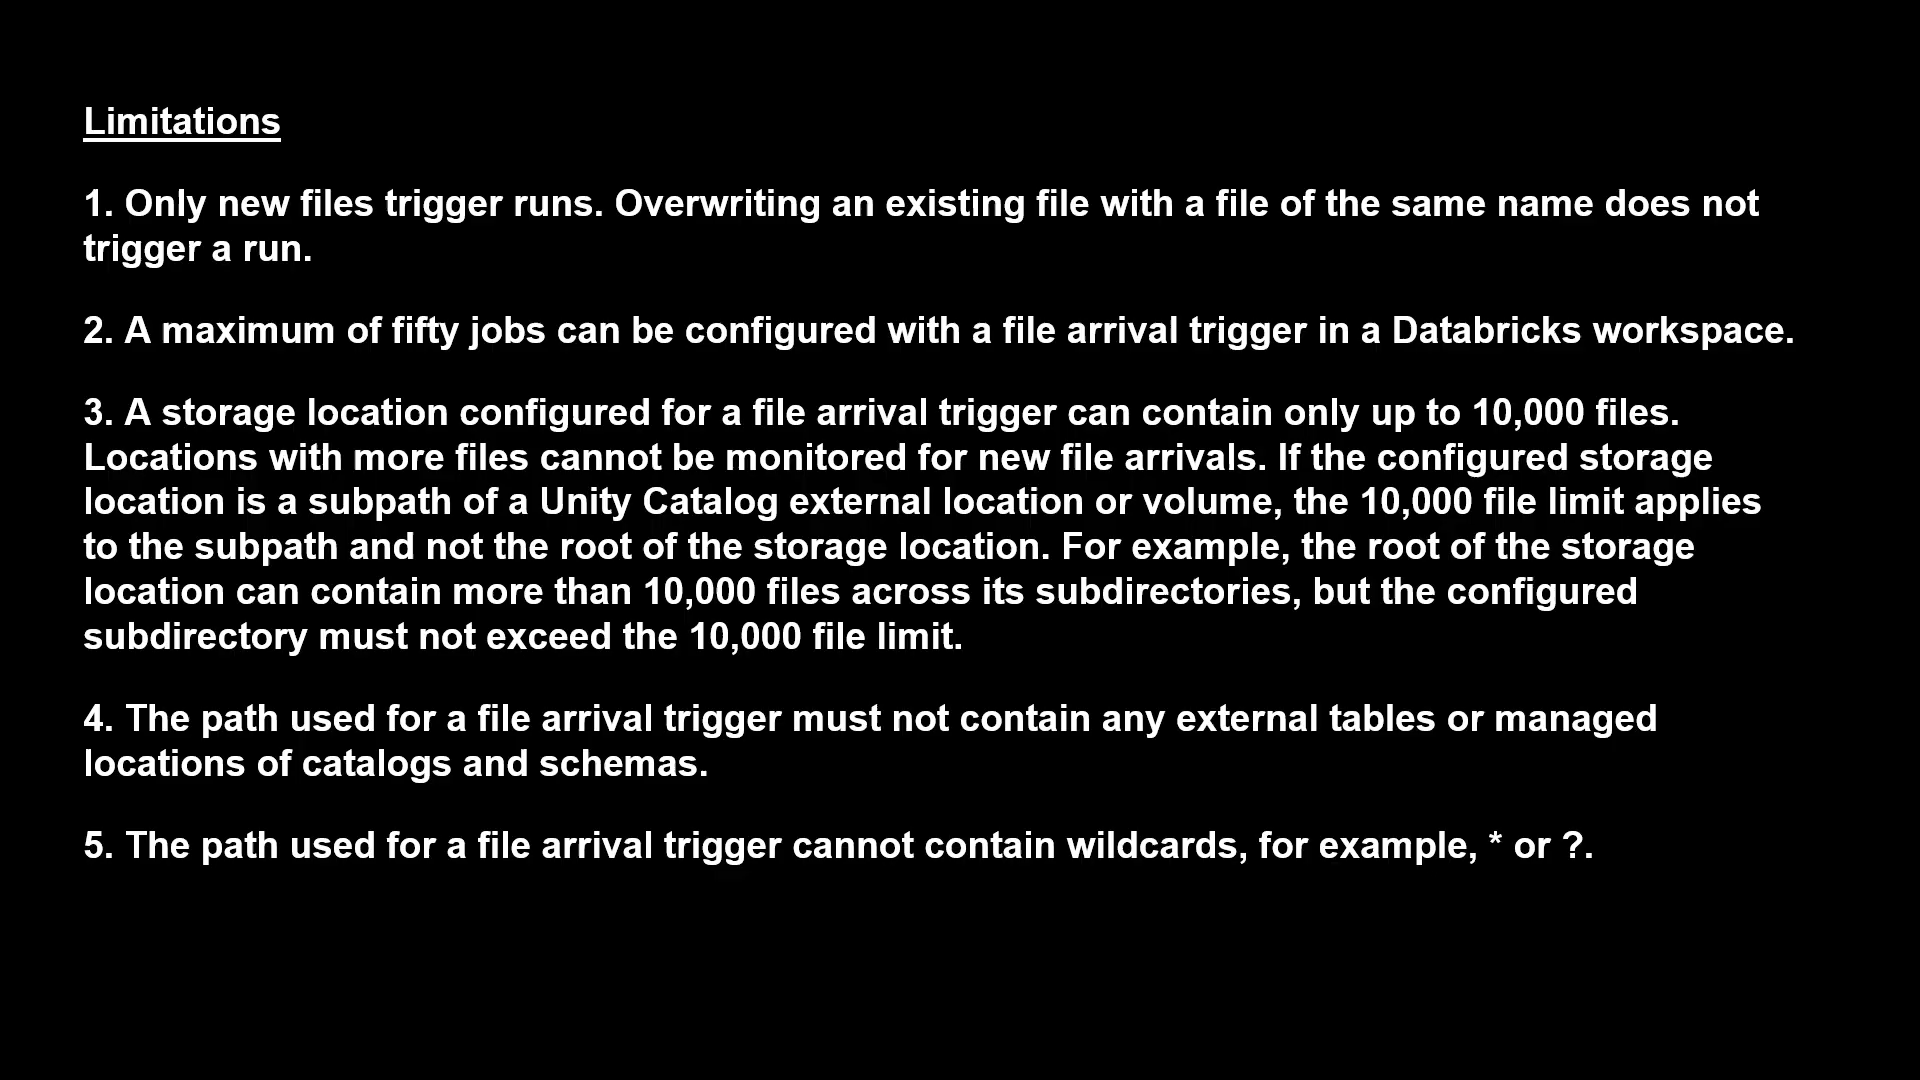 Limitations
1. Only new files trigger runs. Overwriting an existing file with a file of the same name does not
trigger a run.
2. A maximum of fifty jobs can be configured with a file arrival trigger in a Databricks workspace.
3. A storage location configured for a file arrival trigger can contain only up to 10,000 files.
Locations with more files cannot be monitored for new file arrivals. If the configured storage
location is a subpath of a Unity Catalog external location or volume, the 10,000 file limit applies
to the subpath and not the root of the storage location. For example, the root of the storage
location can contain more than 10,000 files across its subdirectories, but the configured
subdirectory must not exceed the 10,000 file limit.
4. The path used for a file arrival trigger must not contain any external tables or managed
locations of catalogs and schemas.
5. The path used for a file arrival trigger cannot contain wildcards, for example, * or ?.